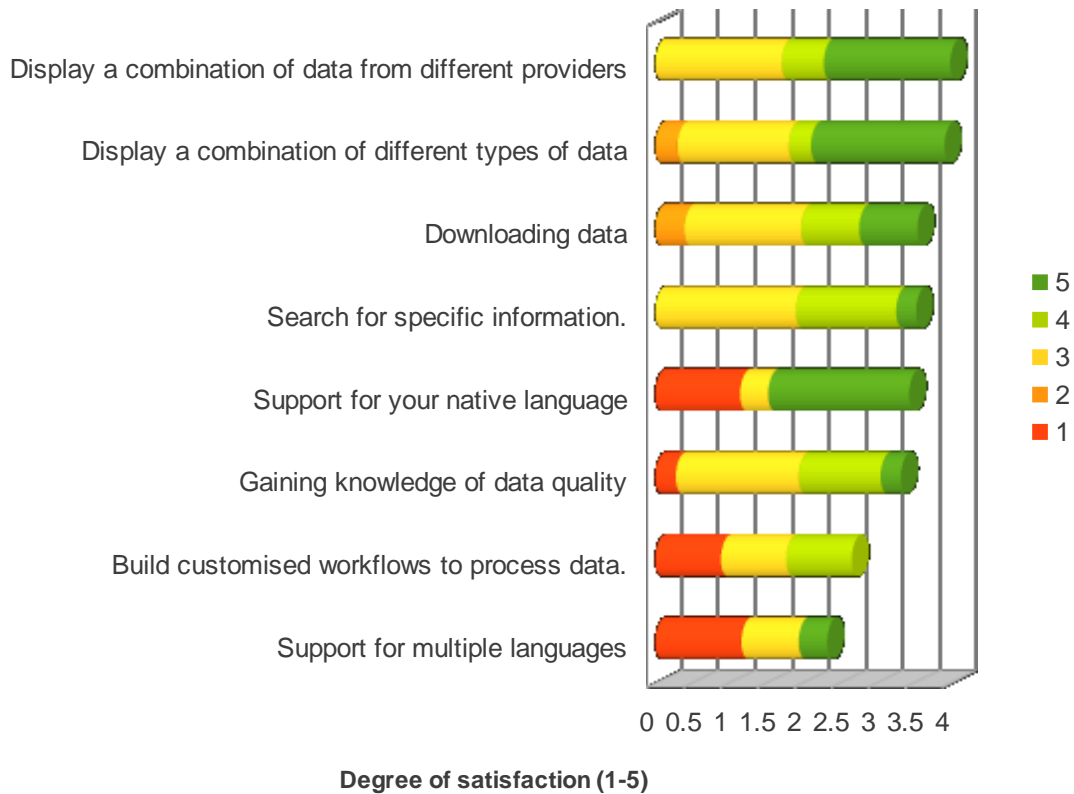 Display a combination of data from different providers
Display a combination of different types of data
Downloading data
Search for specific information.
Support for your native language
Gaining knowledge of data quality
Build customised workflows to process data.
Support for multiple languages
5
4
3
2
1
0 0.5 1 1.5 2 2.5 3 3.5 4
Degree of satisfaction (1-5)